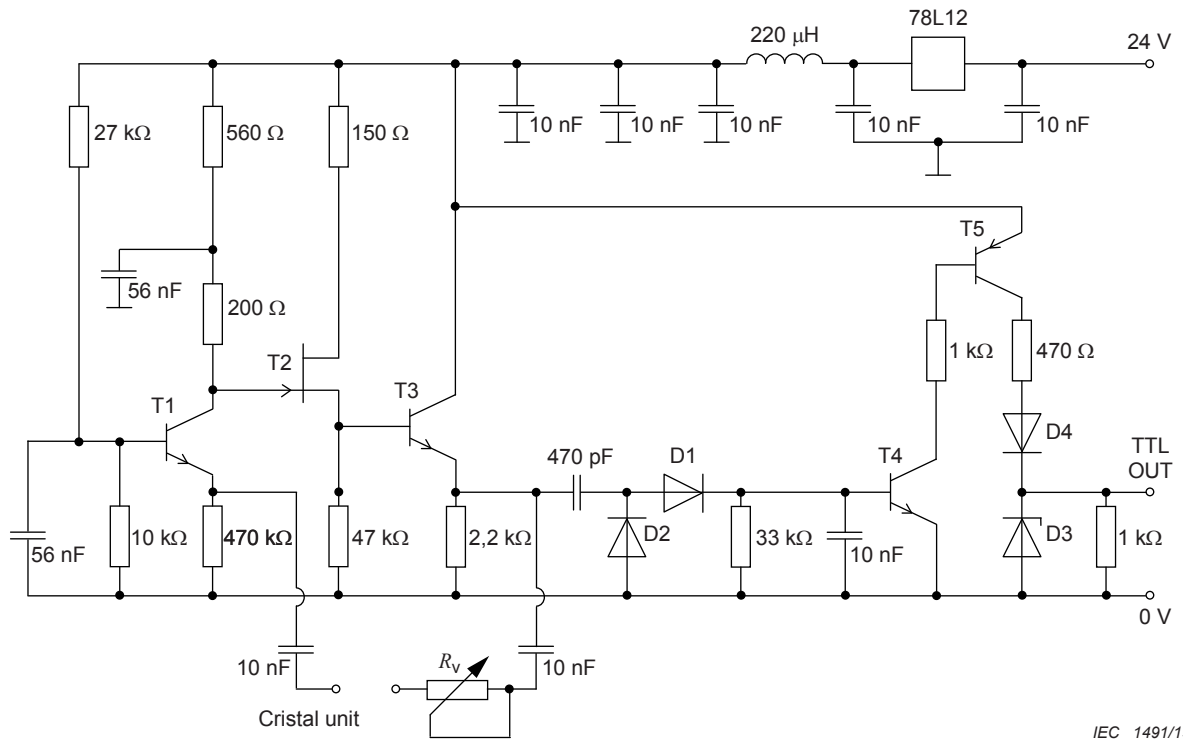 78L12
220 μH
24 V
27 kΩ
560 Ω
150 Ω
10 nF
10 nF
10 nF
10 nF
10 nF
T5
56 nF
200 Ω
T2
1 kΩ
470 Ω
T3
T1
D4
470 pF
D1
T4
TTL
OUT
56 nF
10 kΩ
470 kΩ
47 kΩ
2,2 kΩ
D2
33 kΩ
10 nF
D3
1 kΩ
0 V
10 nF
Rv
10 nF
Cristal unit
IEC 1491/1